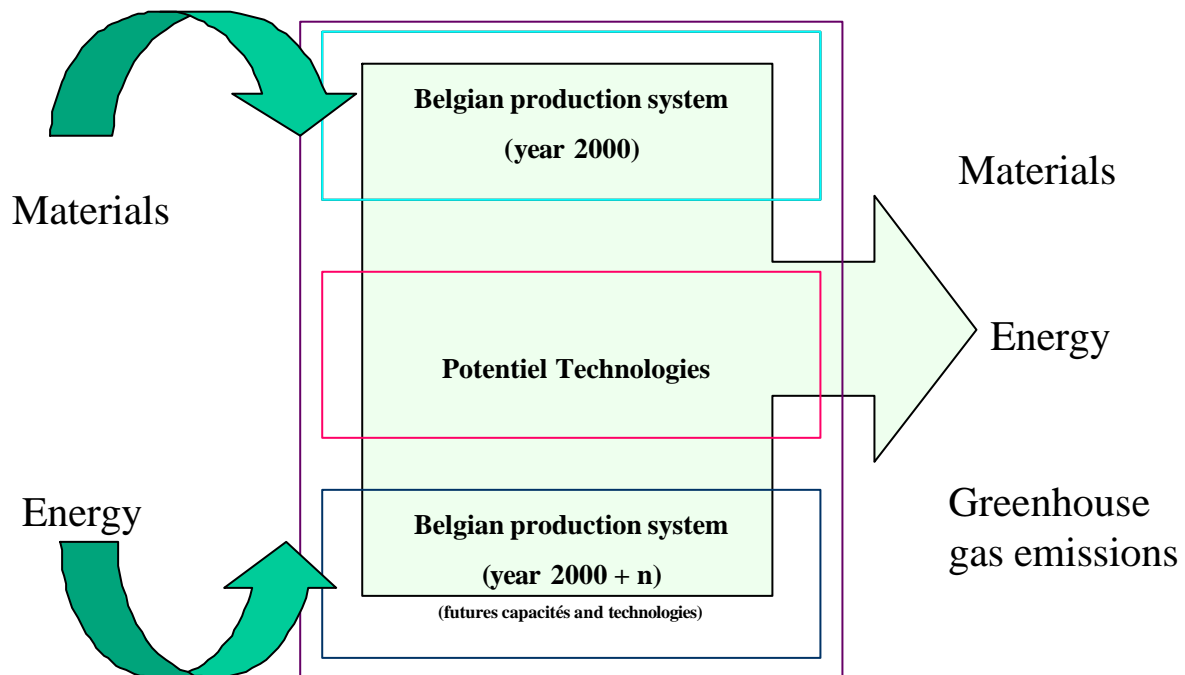 Materials
Energy
Belgian production system
(year 2000)
Potentiel Technologies
Belgian production system
(year 2000 + n)
(futures capacités and technologies)
Materials
Energy
Greenhouse
gas emissions